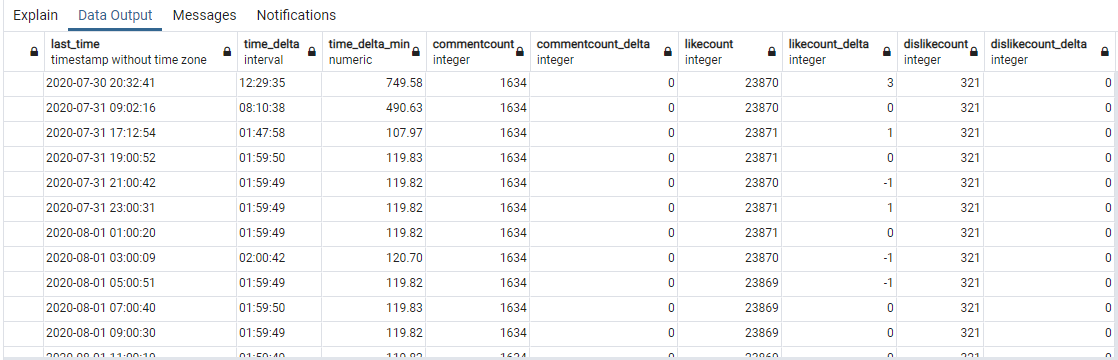 Explain Data Output Messages Notifications
last_time time_delta time_delta_min commentcount commentcount_delta likecount likecount_delta dislikecount dislikecount_delta
timestamp without time zone interval numeric integer integer integer integer integer integer
2020-07-30 20:32:41 12:29:35 749.58 1634 0 23870 3 321 0
2020-07-31 09:02:16 08:10:38 490.63 1634 0 23870 0 321 0
2020-07-31 17:12:54 01:47:58 107.97 1634 0 23871 1 321 0
2020-07-31 19:00:52 01:59:50 119.83 1634 0 23871 0 321 0
2020-07-31 21:00:42 01:59:49 119.82 1634 0 23870 -1 321 0
2020-07-31 23:00:31 01:59:49 119.82 1634 0 23871 1 321 0
2020-08-01 01:00:20 01:59:49 119.82 1634 0 23871 0 321 0
2020-08-01 03:00:09 02:00:42 120.70 1634 0 23870 -1 321 0
2020-08-01 05:00:51 01:59:49 119.82 1634 0 23869 -1 321 0
2020-08-01 07:00:40 01:59:50 119.83 1634 0 23869 0 321 0
2020-08-01 09:00:30 01:59:49 119.82 1634 0 23869 0 321 0